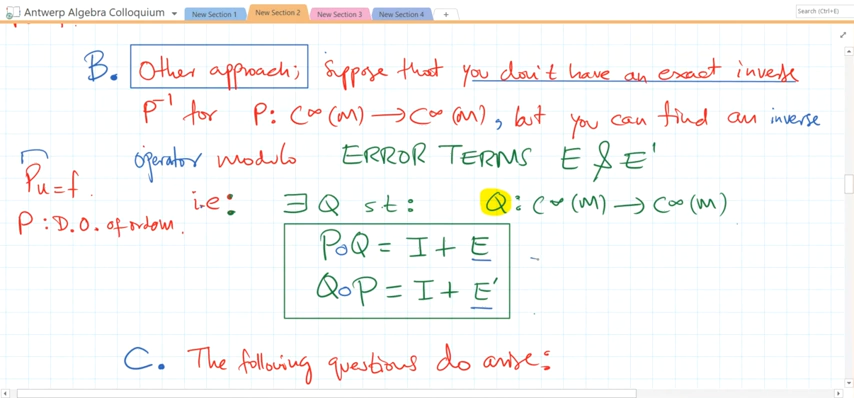 Antwerp Algebra Colloquium
New Section 1
New Section 2
New Section 3
New Section 4
+
Search (Ctrl+E)
B. Other approach; Suppose that you don't have an exact inverse
P⁻¹ for P: C∞(M) → C∞(M), but you can find an inverse
operator modulo ERROR TERMS E & E'
Pu = f.
P: D.O. of order m.
i.e: ∃ Q st: Q: C∞(M) → C∞(M)
P∘Q = I + E
Q∘P = I + E'
C. The following questions do arise: